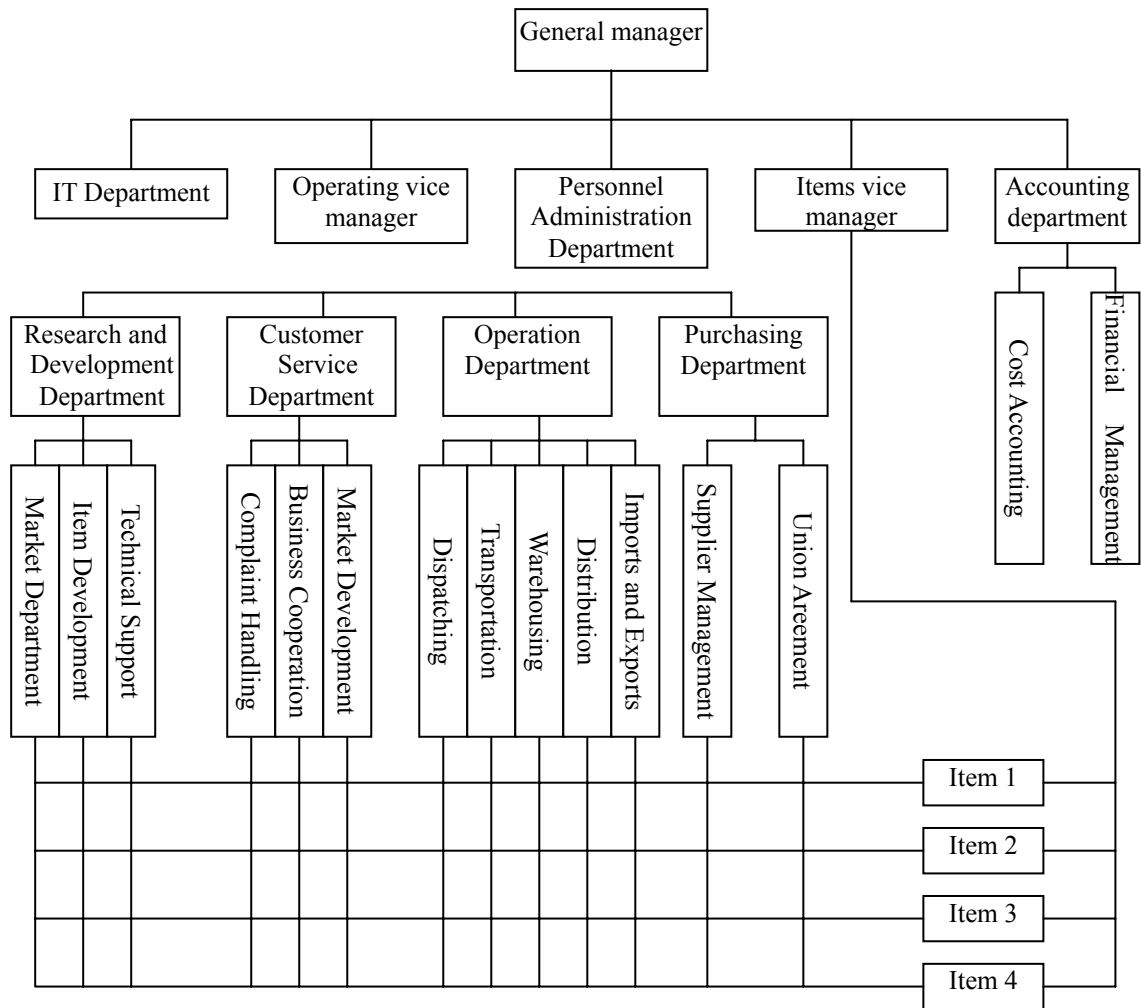 General manager
IT Department
Operating vice
manager
Personnel
Administration
Department
Items vice
manager
Accounting
department
Research and
Development
Department
Customer
Service
Department
Operation
Department
Purchasing
Department
Cost Accounting
Financial Management
Market Department
Item Development
Technical Support
Complaint Handling
Business Cooperation
Market Development
Dispatching
Transportation
Warehousing
Distribution
Imports and Exports
Supplier Management
Union Areement
Item 1
Item 2
Item 3
Item 4